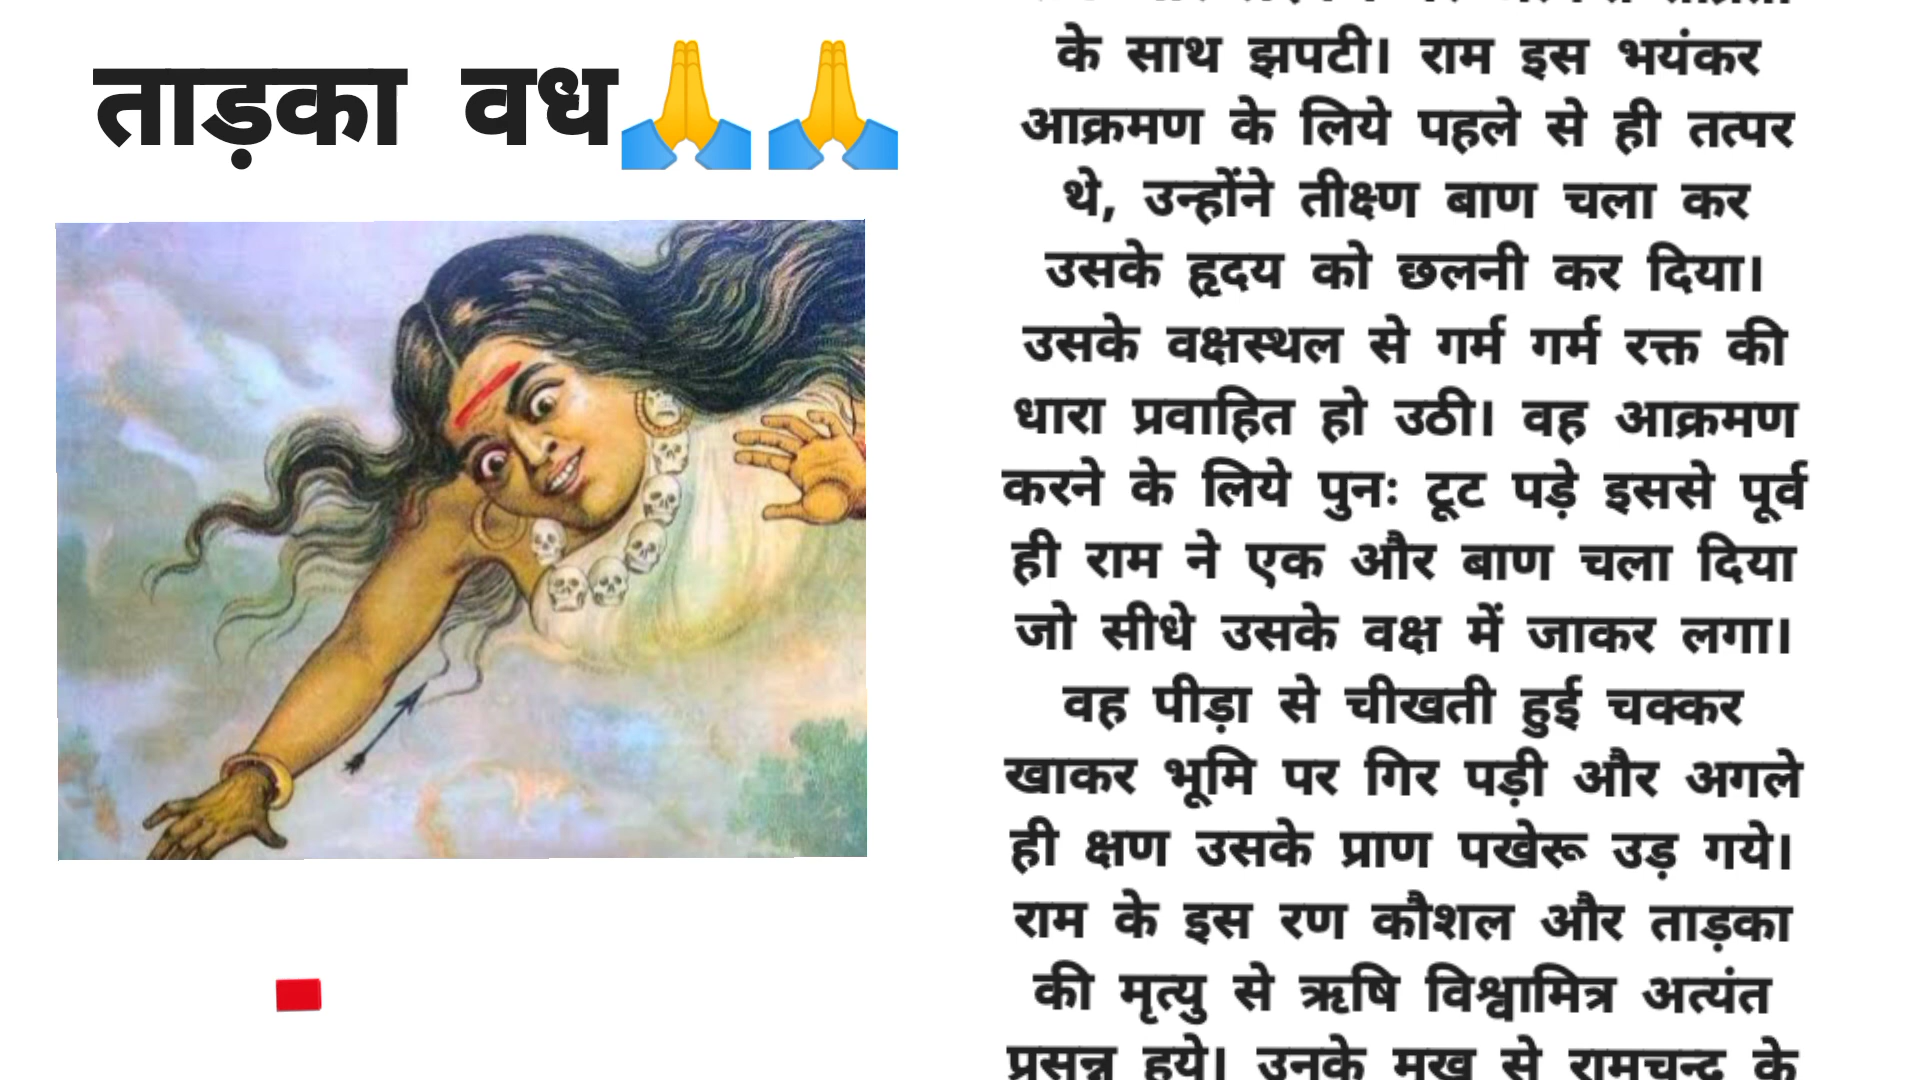 ताड़का वध🙏🙏
के साथ झपटी। राम इस भयंकर
आक्रमण के लिये पहले से ही तत्पर
थे, उन्होंने तीक्ष्ण बाण चला कर
उसके हृदय को छलनी कर दिया।
उसके वक्षस्थल से गर्म गर्म रक्त की
धारा प्रवाहित हो उठी। वह आक्रमण
करने के लिये पुनः टूट पड़े इससे पूर्व
ही राम ने एक और बाण चला दिया
जो सीधे उसके वक्ष में जाकर लगा।
वह पीड़ा से चीखती हुई चक्कर
खाकर भूमि पर गिर पड़ी और अगले
ही क्षण उसके प्राण पखेरू उड़ गये।
राम के इस रण कौशल और ताड़का
की मृत्यु से ऋषि विश्वामित्र अत्यंत
प्रसन्न हुये। उनके मुख से रामचन्द्र के